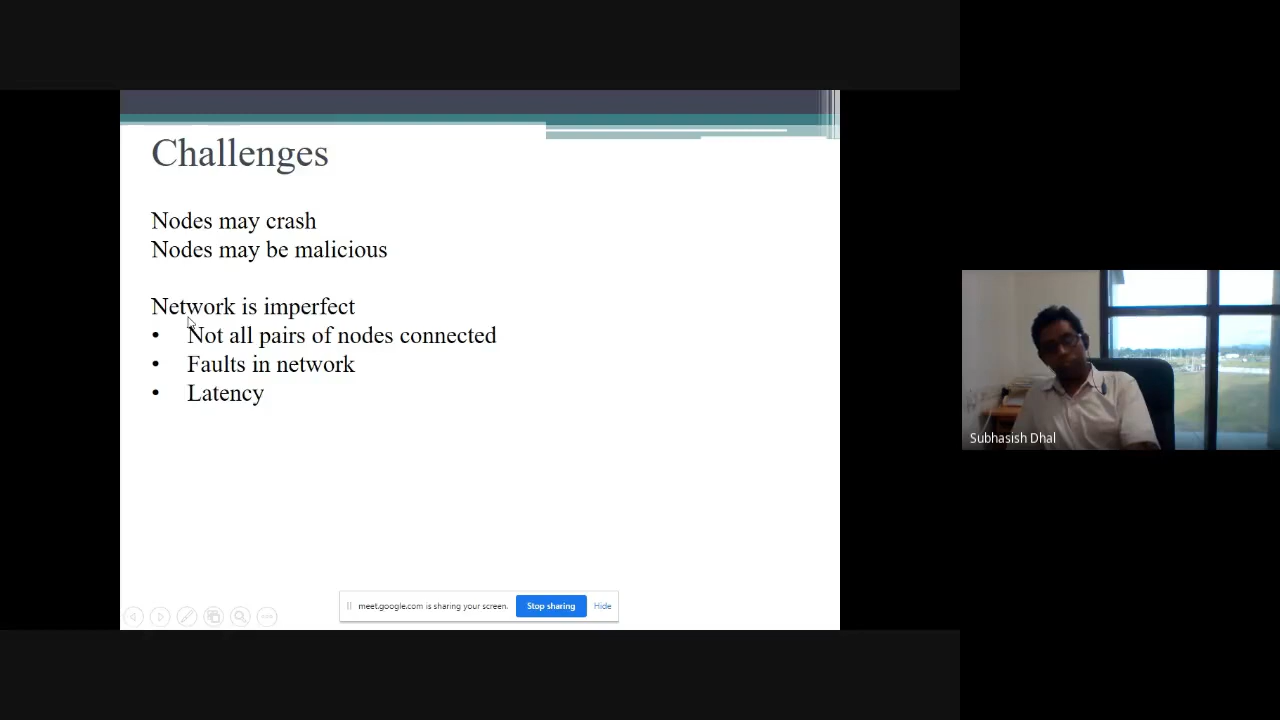 Challenges
Nodes may crash
Nodes may be malicious
Network is imperfect
• Not all pairs of nodes connected
• Faults in network
• Latency
meet.google.com is sharing your screen.
Stop sharing
Hide
Subhasish Dhal